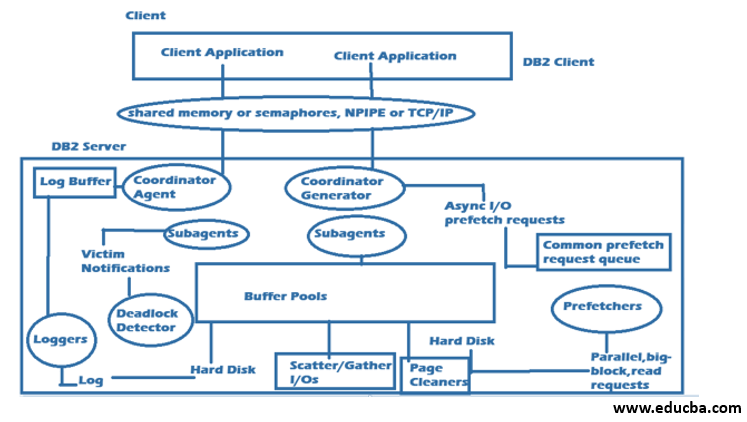 Client
Client Application
Client Application
DB2 Client
shared memory or semaphores, NPIPE or TCP/IP
DB2 Server
Log Buffer
Coordinator
Agent
Coordinator
Generator
Async I/O
prefetch requests
Subagents
Subagents
Common prefetch
request queue
Victim
Notifications
Buffer Pools
Prefetchers
Deadlock
Detector
Loggers
Hard Disk
Hard Disk
Scatter/Gather
I/Os
Page
Cleaners
Parallel,big-
block,read
requests
Log
www.educba.com